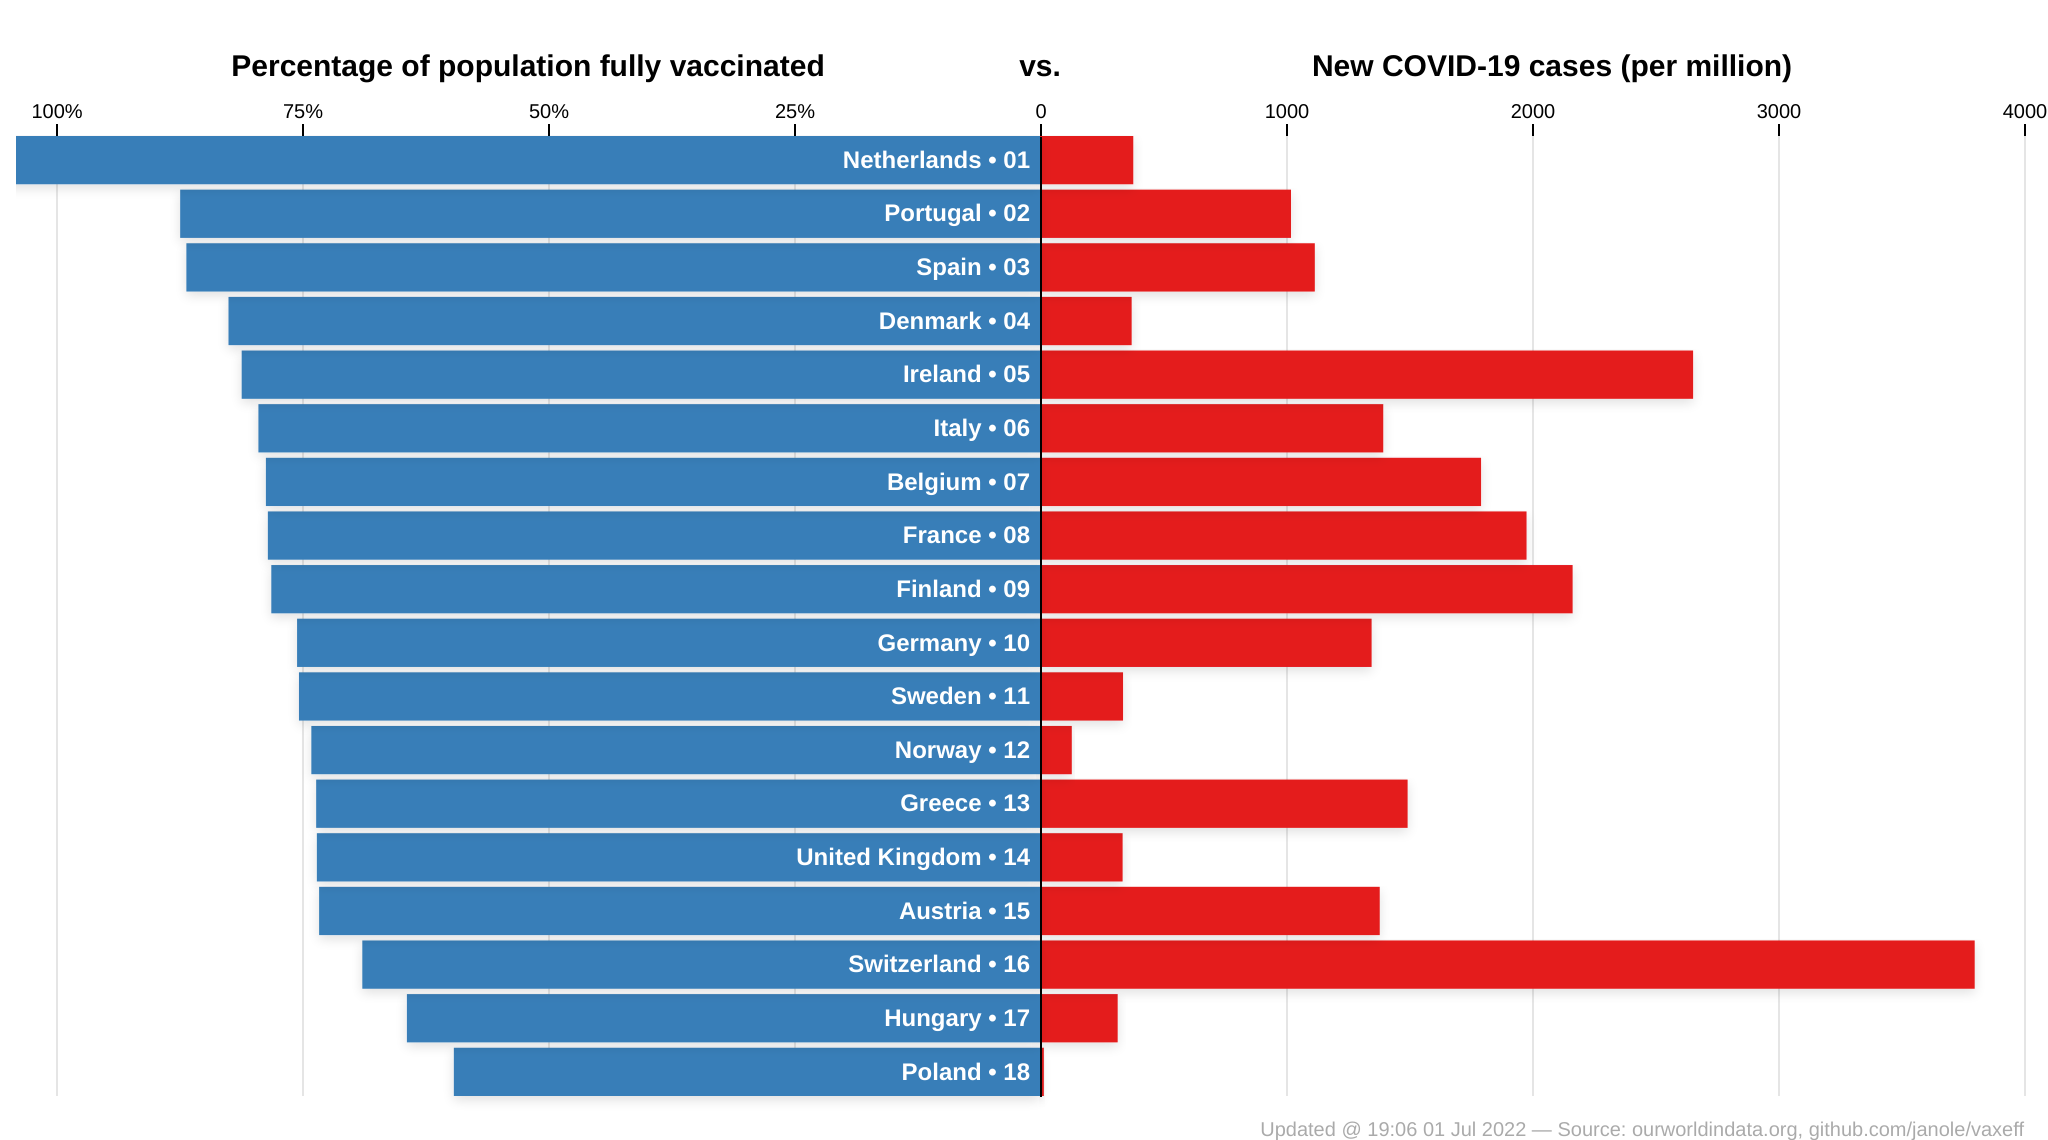 Percentage of population fully vaccinated vs. New COVID-19 cases (per million)
100% 75% 50% 25% 0 1000 2000 3000 4000
Netherlands • 01
Portugal • 02
Spain • 03
Denmark • 04
Ireland • 05
Italy • 06
Belgium • 07
France • 08
Finland • 09
Germany • 10
Sweden • 11
Norway • 12
Greece • 13
United Kingdom • 14
Austria • 15
Switzerland • 16
Hungary • 17
Poland • 18
Updated @ 19:06 01 Jul 2022 — Source: ourworldindata.org, github.com/janole/vaxeff